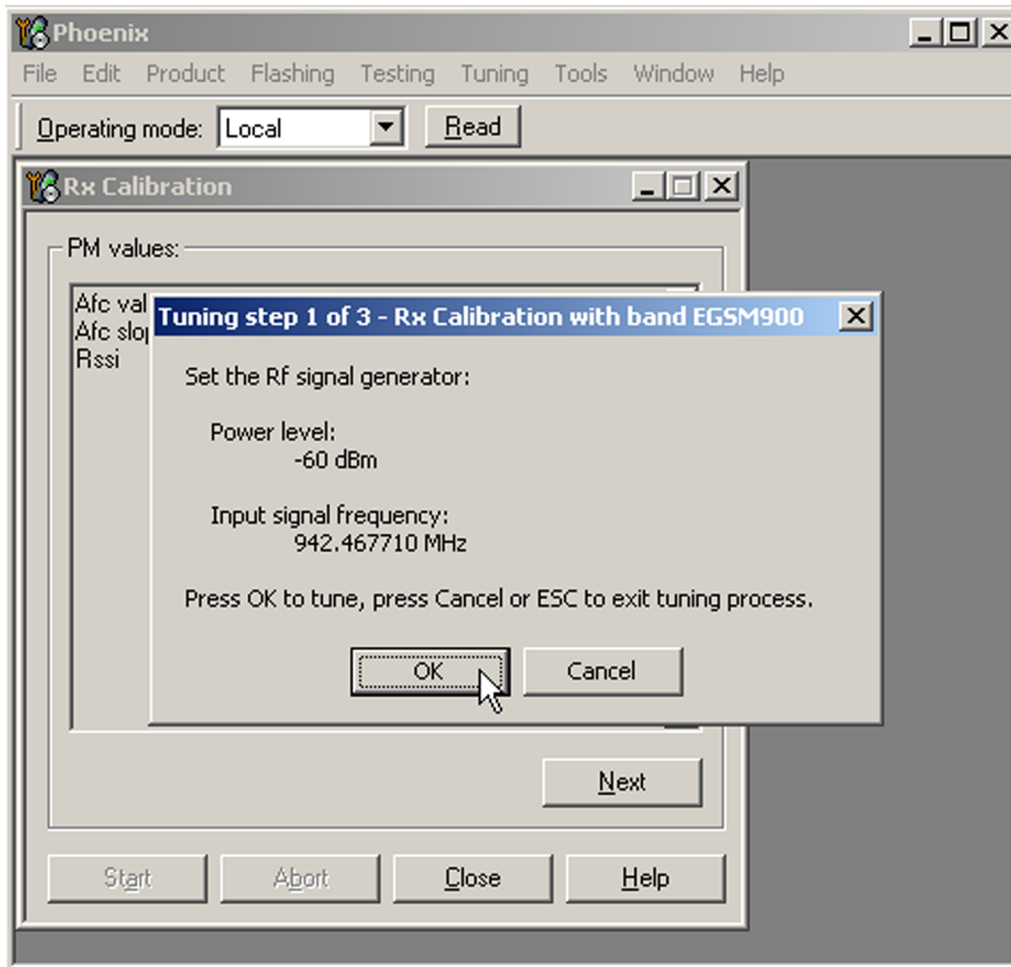 Phoenix
File Edit Product Flashing Testing Tuning Tools Window Help
Operating mode: Local Read
Rx Calibration
PM values:
Afc val
Afc slop
Rssi
Tuning step 1 of 3 - Rx Calibration with band EGSM900
Set the Rf signal generator:
Power level:
-60 dBm
Input signal frequency:
942.467710 MHz
Press OK to tune, press Cancel or ESC to exit tuning process.
OK Cancel
Next
Start Abort Close Help